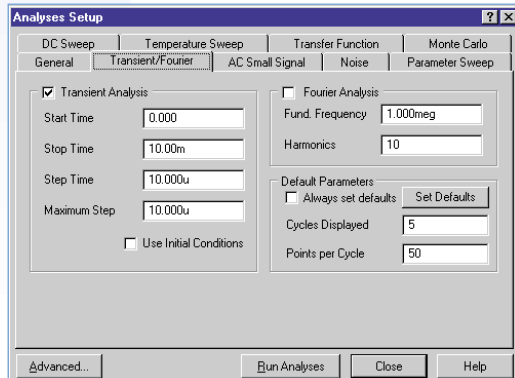 Analyses Setup
DC Sweep
Temperature Sweep
Transfer Function
Monte Carlo
General
Transient/Fourier
AC Small Signal
Noise
Parameter Sweep
Transient Analysis
Start Time 0.000
Stop Time 10.00m
Step Time 10.000u
Maximum Step 10.000u
Use Initial Conditions
Fourier Analysis
Fund. Frequency 1.000meg
Harmonics 10
Default Parameters
Always set defaults Set Defaults
Cycles Displayed 5
Points per Cycle 50
Advanced... Run Analyses Close Help